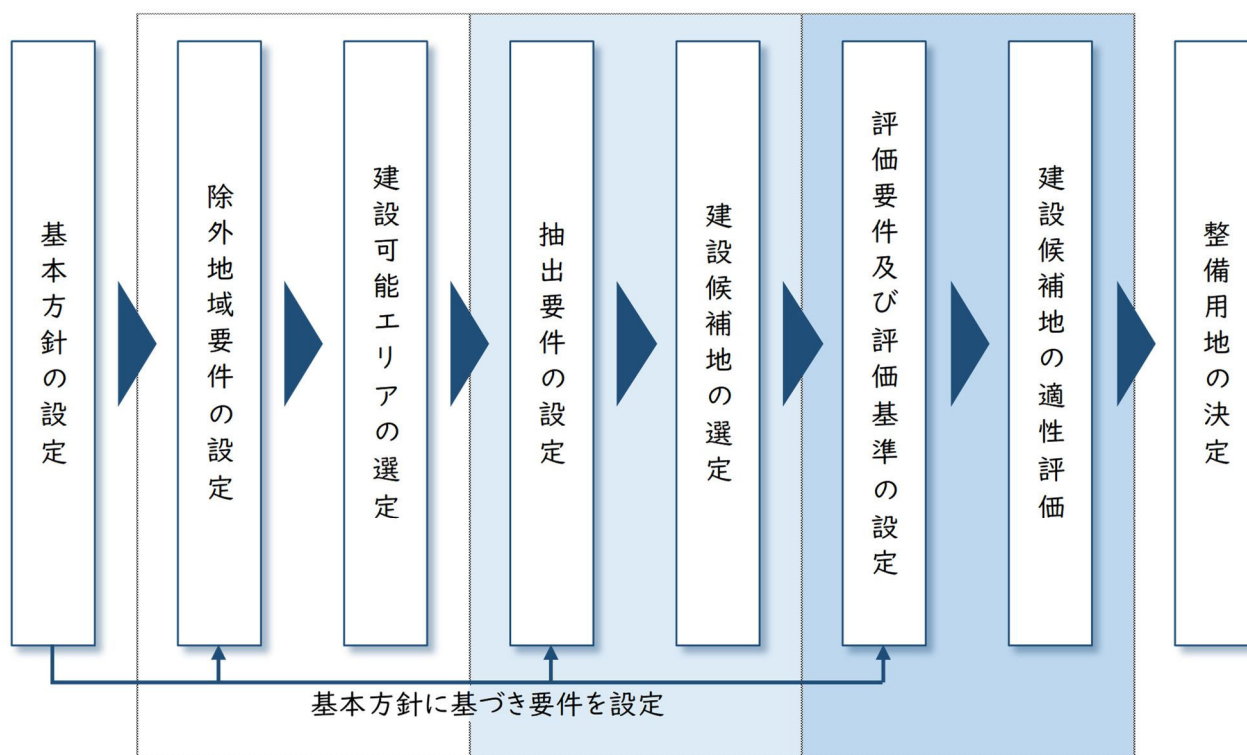 基本方針の設定
除外地域要件の設定
建設可能エリアの選定
抽出要件の設定
建設候補地の選定
評価要件及び評価基準の設定
建設候補地の適性評価
整備用地の決定
基本方針に基づき要件を設定